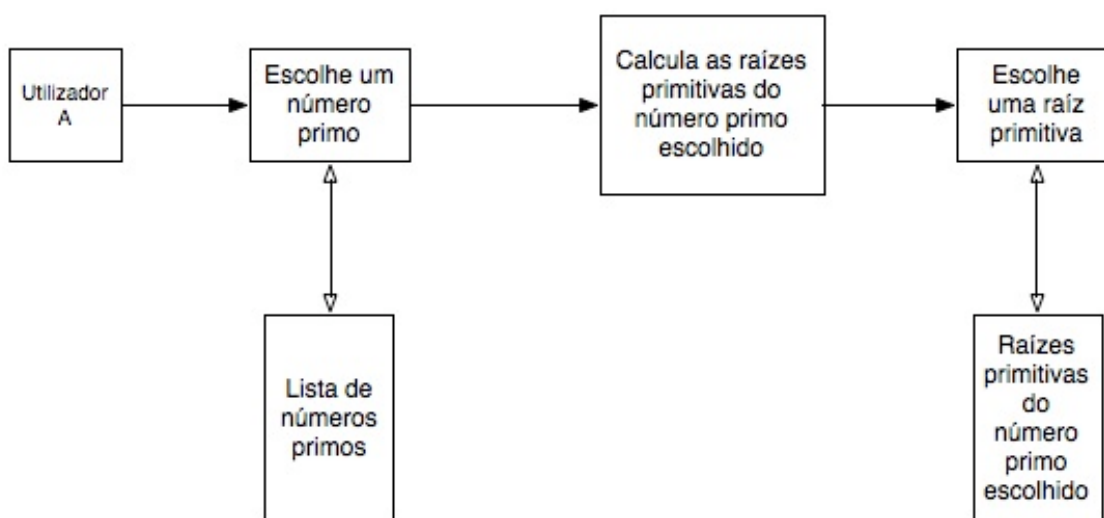 Utilizador
A
Escolhe um
número
primo
Calcula as raízes
primitivas do
número primo
escolhido
Escolhe
uma raíz
primitiva
Lista de
números
primos
Raízes
primitivas
do
número
primo
escolhido